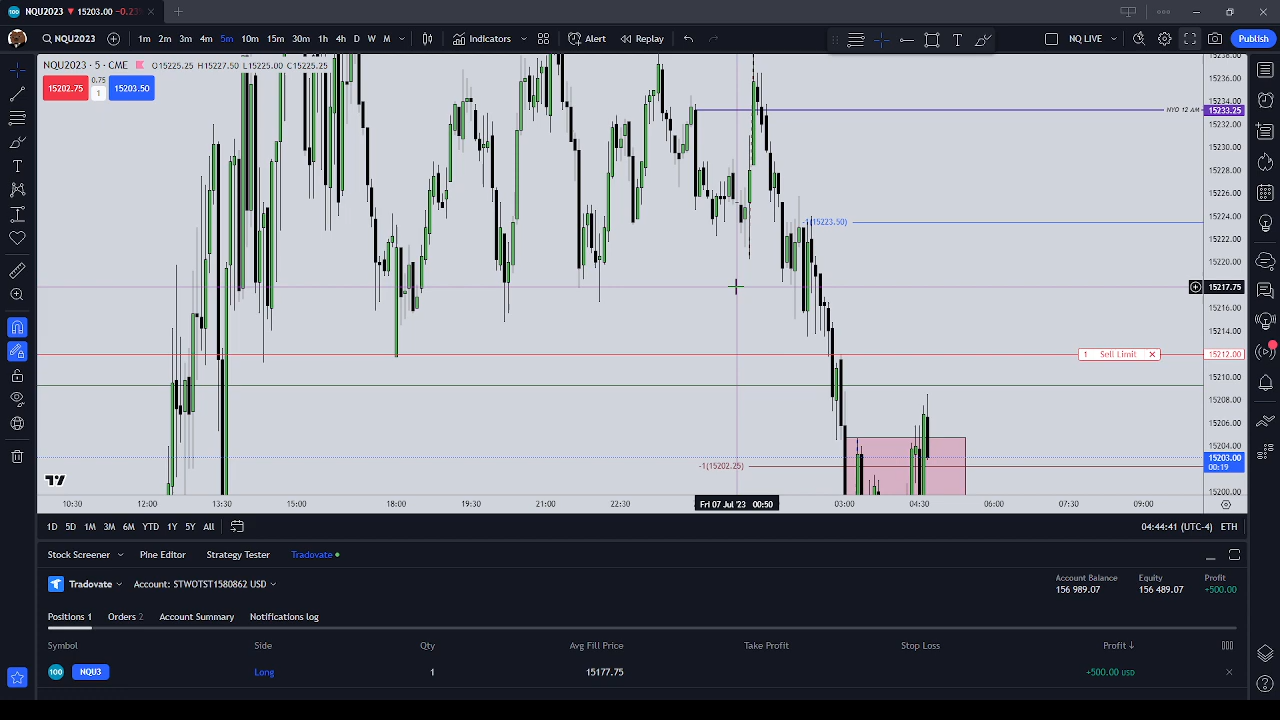 NQU2023 ▼ 15203.00 -0.23
NQU2023 1m 2m 3m 4m 5m 10m 15m 30m 1h 4h D W M Indicators Alert Replay NQ LIVE Publish
NQU2023 · 5 · CME O15225.25 H15227.50 L15225.00 C15225.25
15202.75 0.75 1 15203.50
15238.00
15236.00
15234.00
NYO 12 AM 15233.25
15232.00
15230.00
15228.00
15226.00
15224.00
-1(15223.50)
15222.00
15220.00
15217.75
15216.00
15214.00
1 Sell Limit 15212.00
15210.00
15208.00
15206.00
15204.00
15203.00
00:19
-1(15202.25)
15200.00
10:30 12:00 13:30 15:00 18:00 19:30 21:00 22:30 Fri 07 Jul '23 00:50 03:00 04:30 06:00 07:30 09:00
1D 5D 1M 3M 6M YTD 1Y 5Y All 04:44:41 (UTC-4) ETH
Stock Screener Pine Editor Strategy Tester Tradovate
Tradovate Account: STWOTST1580862 USD
Account Balance Equity Profit
156 989.07 156 489.07 +500.00
Positions 1 Orders 2 Account Summary Notifications log
Symbol Side Qty Avg Fill Price Take Profit Stop Loss Profit ↓
100 NQU3 Long 1 15177.75 +500.00 USD